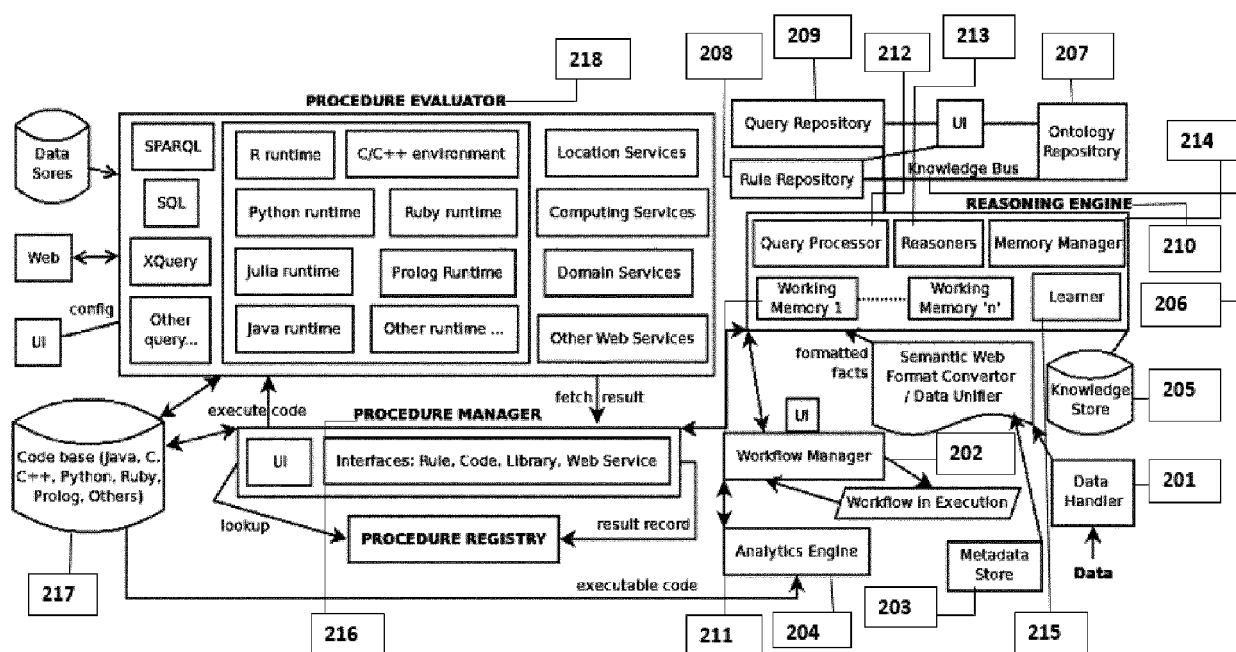 209
213
208
212
207
218
PROCEDURE EVALUATOR
Data
Sores
Web
config
UI
SPARQL
SQL
XQuery
Other
query...
R runtime
C/C++ environment
Python runtime
Ruby runtime
Julia runtime
Prolog Runtime
Java runtime
Other runtime ...
Location Services
Computing Services
Domain Services
Other Web Services
Query Repository
UI
Ontology
Repository
Rule Repository
Knowledge Bus
214
REASONING ENGINE
210
Query Processor
Reasoners
Memory Manager
Working
Memory 1
Working
Memory 'n'
Learner
206
formatted
facts
Semantic Web
Format Convertor
/ Data Unifier
Knowledge
Store
205
execute code
fetch result
PROCEDURE MANAGER
UI
Interfaces: Rule, Code, Library, Web Service
Code base (Java, C,
C++, Python, Ruby,
Prolog, Others)
lookup
result record
PROCEDURE REGISTRY
UI
Workflow Manager
202
Workflow in Execution
Data
Handler
201
Analytics Engine
Metadata
Store
Data
executable code
217
216
211
204
203
215